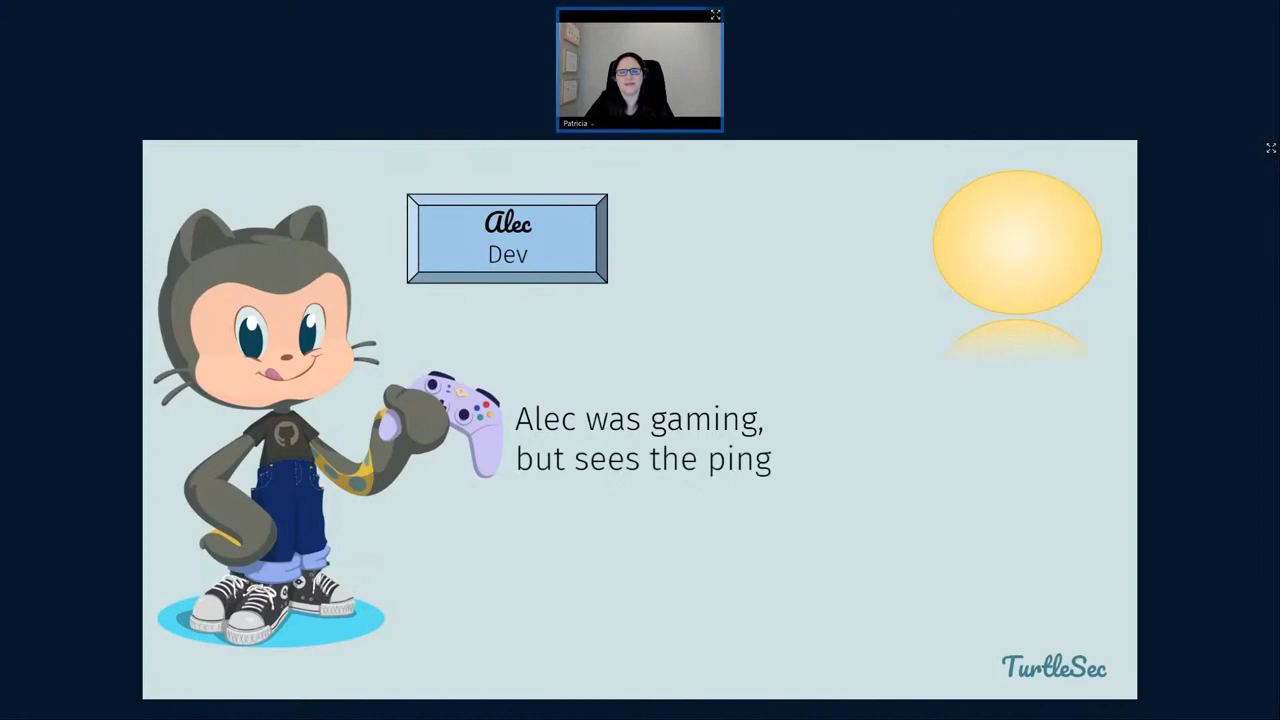 Patricia -
Alec
Dev
Alec was gaming,
but sees the ping
TurtleSec